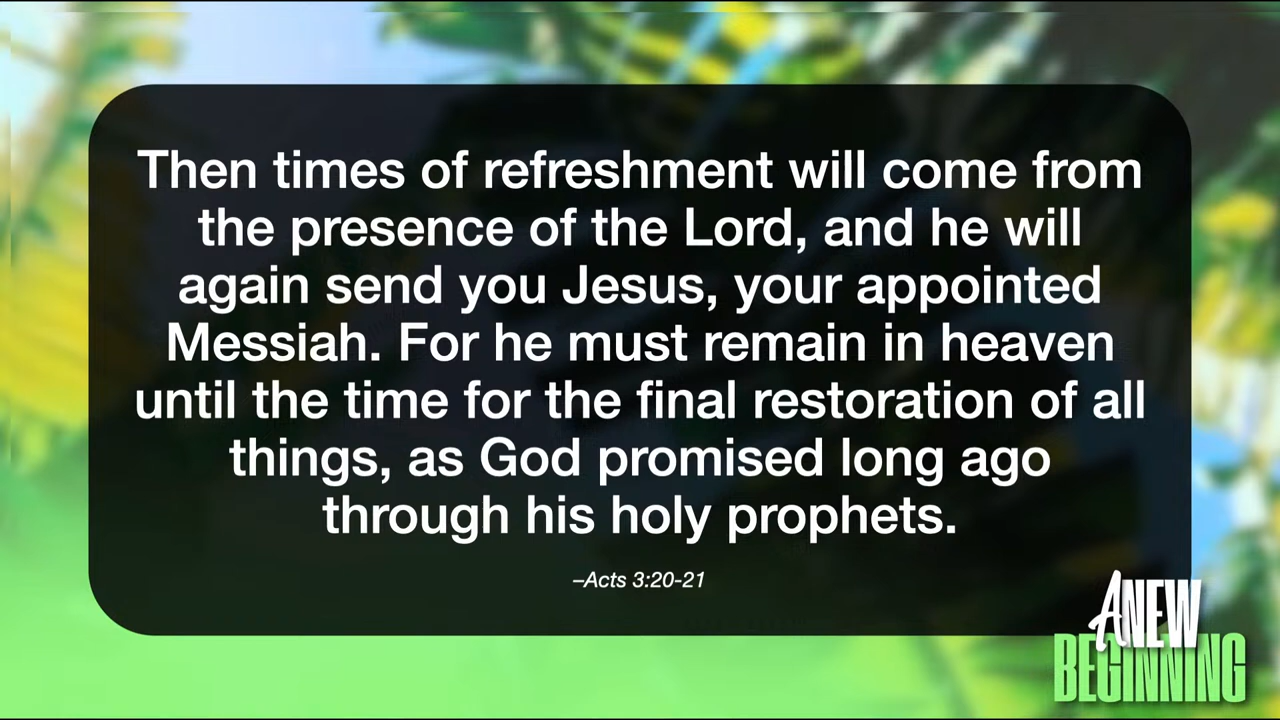 Then times of refreshment will come from
the presence of the Lord, and he will
again send you Jesus, your appointed
Messiah. For he must remain in heaven
until the time for the final restoration of all
things, as God promised long ago
through his holy prophets.
–Acts 3:20-21
A NEW
BEGINNING